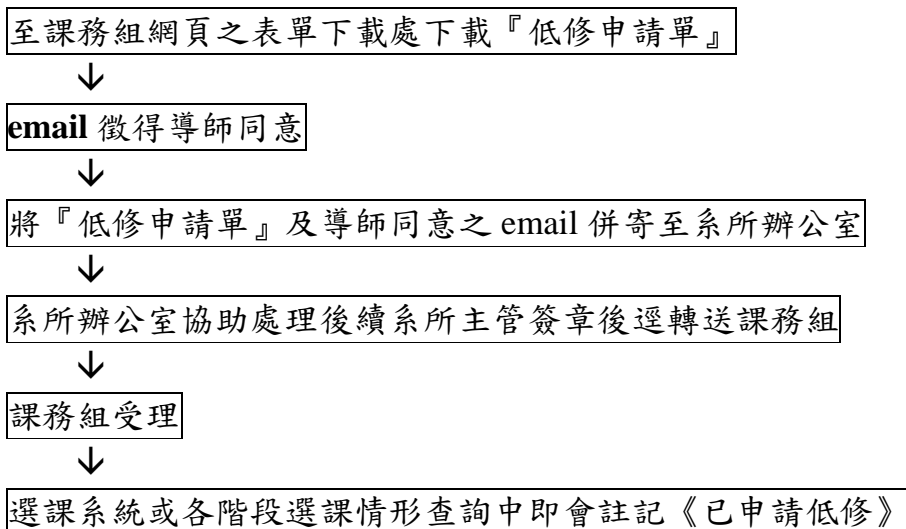 至課務組網頁之表單下載處下載『低修申請單』
↓
email 徵得導師同意
↓
將『低修申請單』及導師同意之 email 併寄至系所辦公室
↓
系所辦公室協助處理後續系所主管簽章後逕轉送課務組
↓
課務組受理
↓
選課系統或各階段選課情形查詢中即會註記《已申請低修》